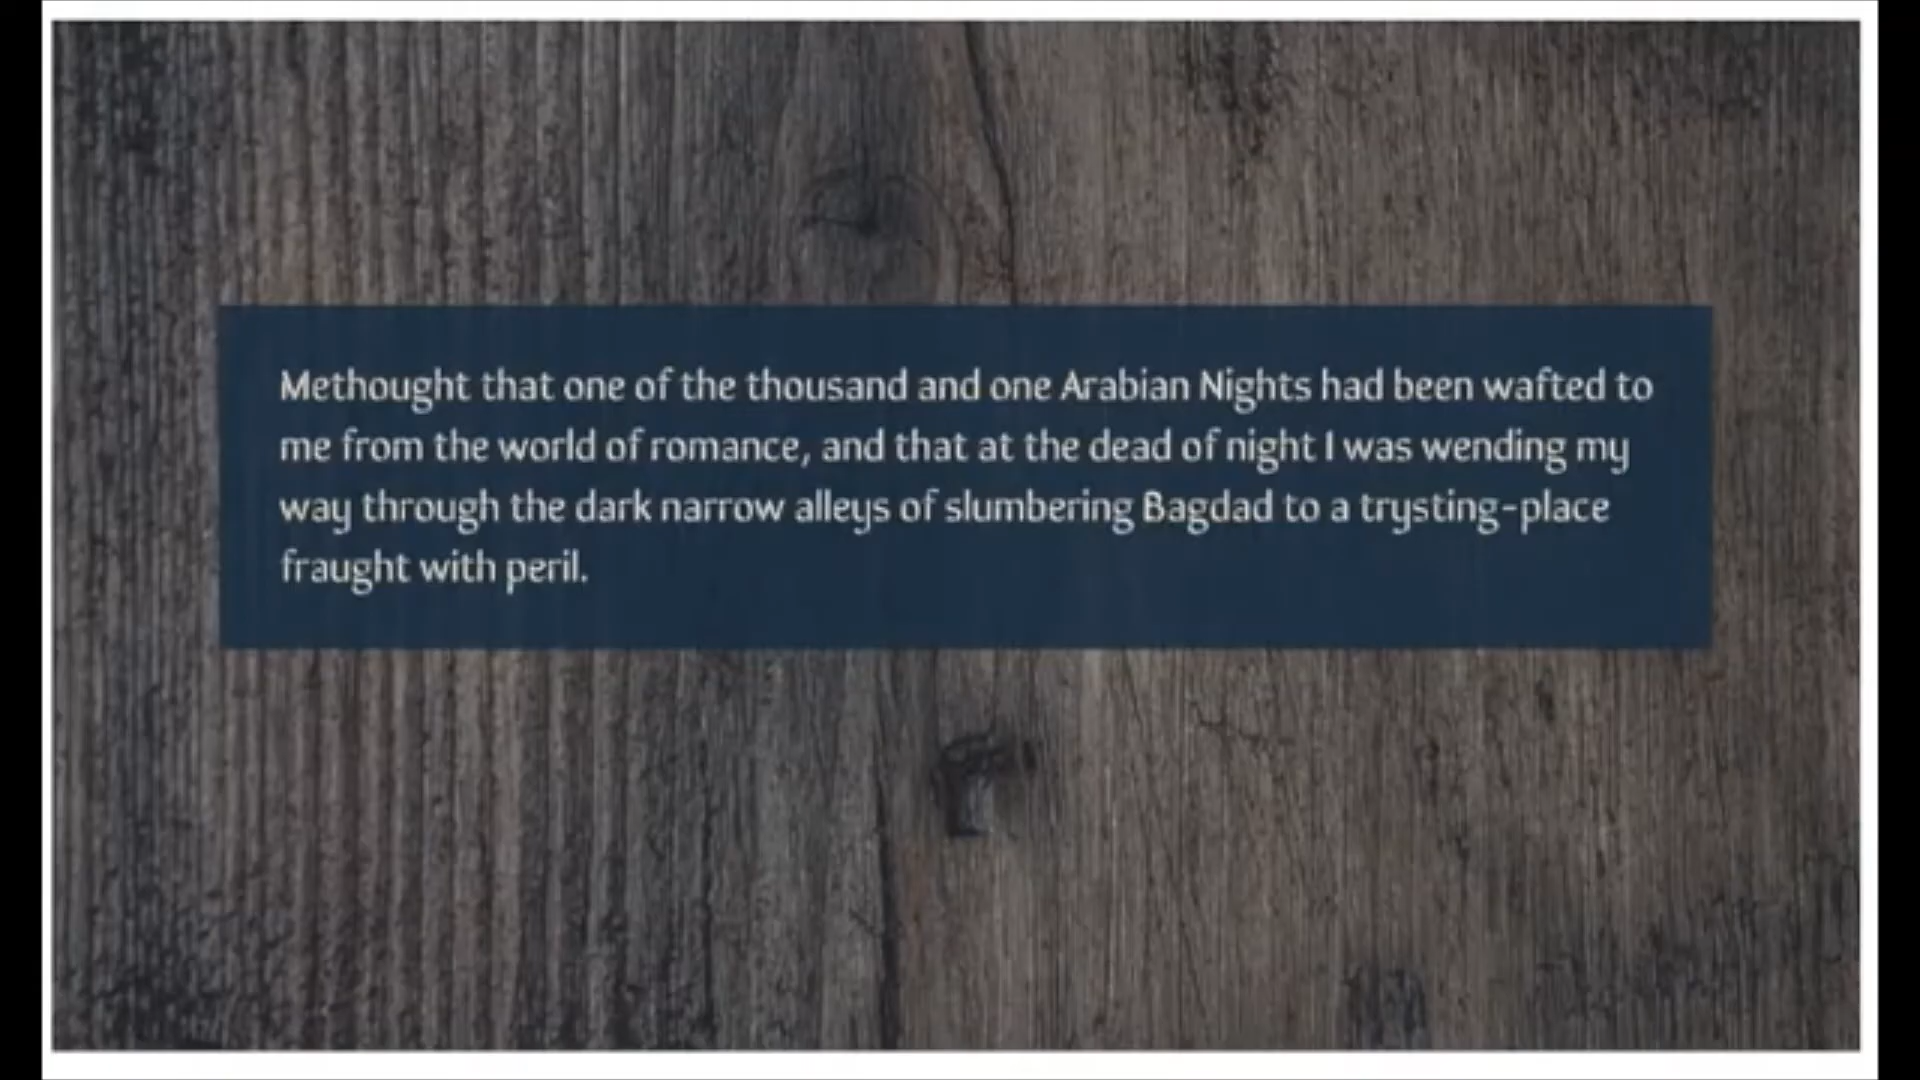 Methought that one of the thousand and one Arabian Nights had been wafted to
me from the world of romance, and that at the dead of night I was wending my
way through the dark narrow alleys of slumbering Bagdad to a trysting-place
fraught with peril.